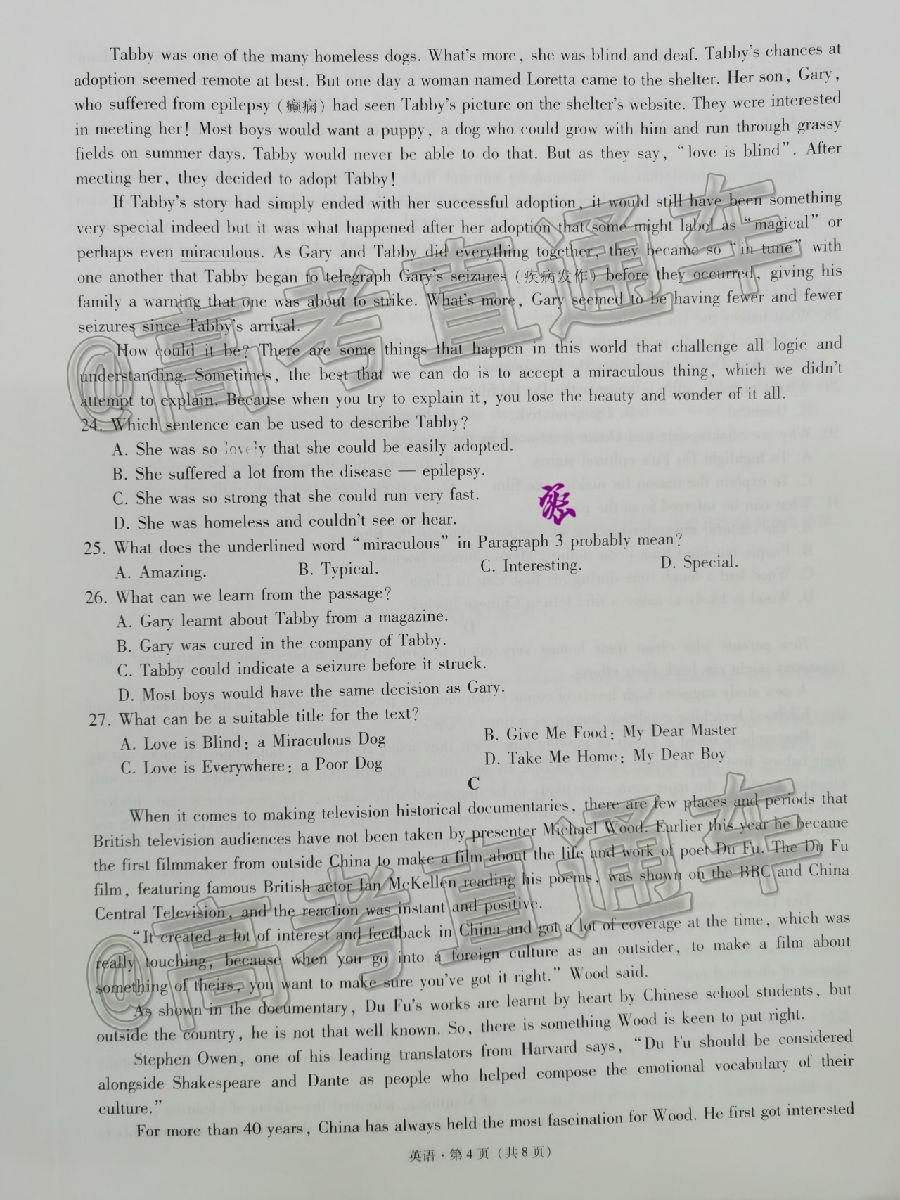 Tabby was one of the many homeless dogs. What's more, she was blind and deaf. Tabby's chances at
adoption seemed remote at best. But one day a woman named Loretta came to the shelter. Her son, Gary,
who suffered from epilepsy (癫痫) had seen Tabby's picture on the shelter's website. They were interested
in meeting her! Most boys would want a puppy, a dog who could grow with him and run through grassy
fields on summer days. Tabby would never be able to do that. But as they say, "love is blind". After
meeting her, they decided to adopt Tabby!
If Tabby's story had simply ended with her successful adoption, it would still have been something
very special indeed but it was what happened after her adoption that some might label as "magical" or
perhaps even miraculous. As Gary and Tabby did everything together, they became so "in tune" with
one another that Tabby began to telegraph Gary's seizures (疾病发作) before they occurred, giving his
family a warning that one was about to strike. What's more, Gary seemed to be having fewer and fewer
seizures since Tabby's arrival.
How could it be? There are some things that happen in this world that challenge all logic and
understanding. Sometimes, the best that we can do is to accept a miraculous thing, which we didn't
attempt to explain. Because when you try to explain it, you lose the beauty and wonder of it all.
@高考直通车
24. Which sentence can be used to describe Tabby?
A. She was so lovely that she could be easily adopted.
B. She suffered a lot from the disease — epilepsy.
C. She was so strong that she could run very fast.
D. She was homeless and couldn't see or hear.
25. What does the underlined word "miraculous" in Paragraph 3 probably mean?
A. Amazing. B. Typical. C. Interesting. D. Special.
26. What can we learn from the passage?
A. Gary learnt about Tabby from a magazine.
B. Gary was cured in the company of Tabby.
C. Tabby could indicate a seizure before it struck.
D. Most boys would have the same decision as Gary.
27. What can be a suitable title for the text?
A. Love is Blind: a Miraculous Dog B. Give Me Food: My Dear Master
C. Love is Everywhere: a Poor Dog D. Take Me Home: My Dear Boy
C
When it comes to making television historical documentaries, there are few places and periods that
British television audiences have not been taken by presenter Michael Wood. Earlier this year he became
the first filmmaker from outside China to make a film about the life and work of poet Du Fu. The Du Fu
film, featuring famous British actor Ian McKellen reading his poems, was shown on the BBC and China
Central Television, and the reaction was instant and positive.
"It created a lot of interest and feedback in China and got a lot of coverage at the time, which was
really touching, because when you go into a foreign culture as an outsider, to make a film about
something of theirs, you want to make sure you've got it right." Wood said.
@高考直通车
As shown in the documentary, Du Fu's works are learnt by heart by Chinese school students, but
outside the country, he is not that well known. So, there is something Wood is keen to put right.
Stephen Owen, one of his leading translators from Harvard says, "Du Fu should be considered
alongside Shakespeare and Dante as people who helped compose the emotional vocabulary of their
culture."
For more than 40 years, China has always held the most fascination for Wood. He first got interested
英语·第 4 页(共 8 页)